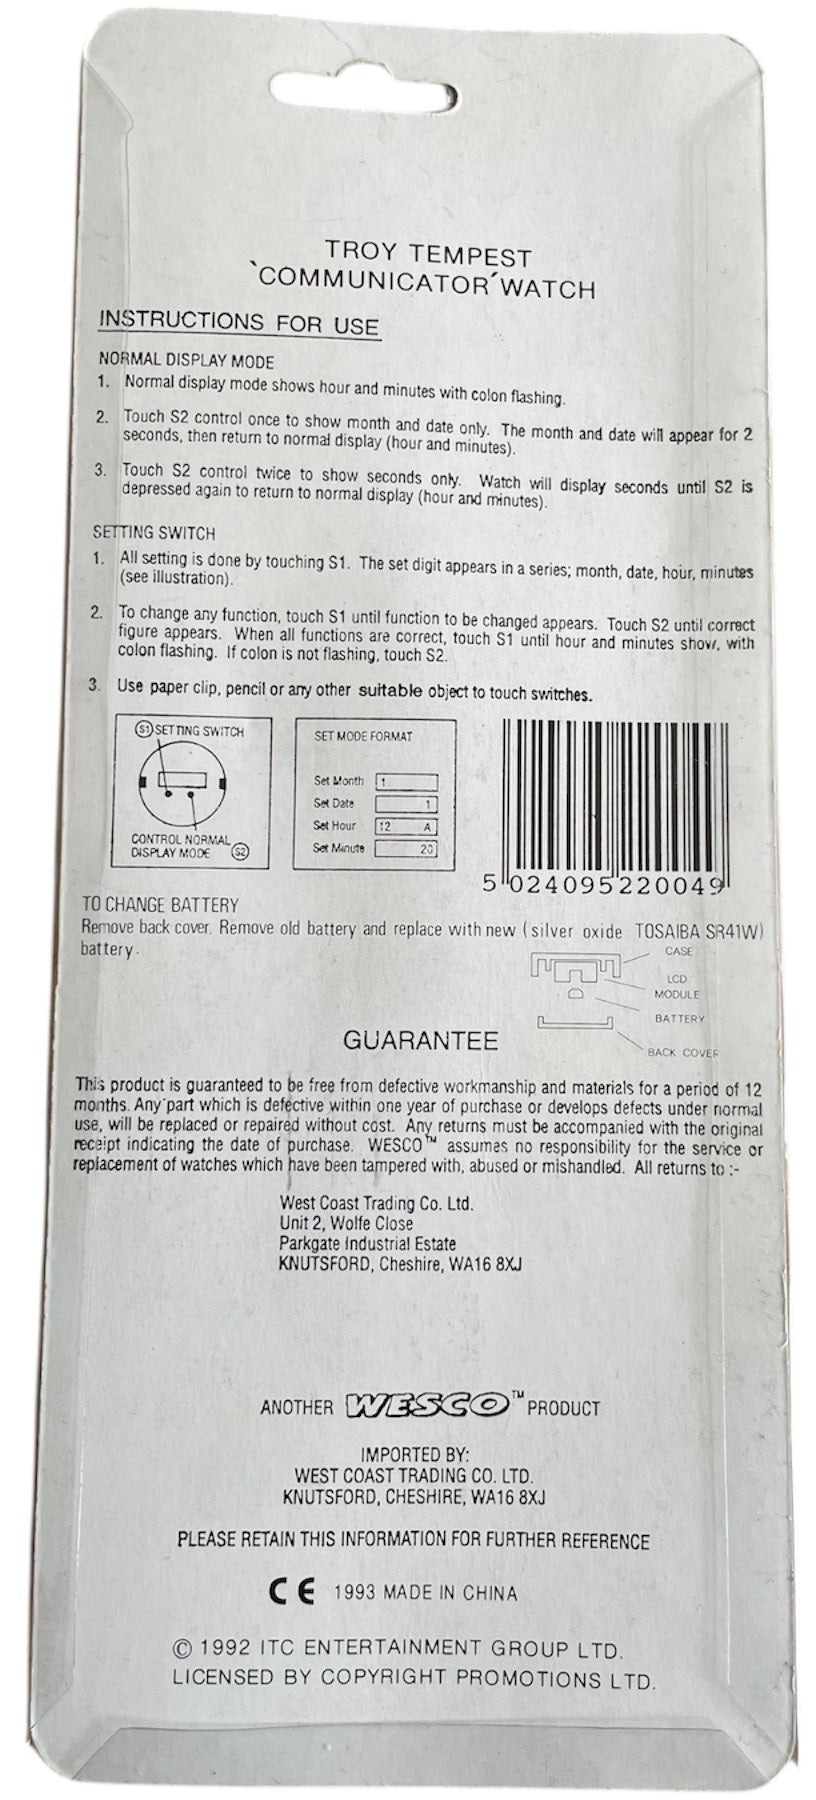 TROY TEMPEST
`COMMUNICATOR´WATCH
INSTRUCTIONS FOR USE
NORMAL DISPLAY MODE
1. Normal display mode shows hour and minutes with colon flashing.
2. Touch S2 control once to show month and date only. The month and date will appear for 2
seconds, then return to normal display (hour and minutes).
3. Touch S2 control twice to show seconds only. Watch will display seconds until S2 is
depressed again to return to normal display (hour and minutes).
SETTING SWITCH
1. All setting is done by touching S1. The set digit appears in a series; month, date, hour, minutes
(see illustration).
2. To change any function, touch S1 until function to be changed appears. Touch S2 until correct
figure appears. When all functions are correct, touch S1 until hour and minutes show, with
colon flashing. If colon is not flashing, touch S2.
3. Use paper clip, pencil or any other suitable object to touch switches.
S1 SETTING SWITCH
CONTROL NORMAL
DISPLAY MODE S2
SET MODE FORMAT
Set Month 1
Set Date 1
Set Hour 12 A
Set Minute 20
5 024095 220049
TO CHANGE BATTERY
Remove back cover. Remove old battery and replace with new (silver oxide TOSAIBA SR41W)
battery.
CASE
LCD
MODULE
BATTERY
BACK COVER
GUARANTEE
This product is guaranteed to be free from defective workmanship and materials for a period of 12
months. Any part which is defective within one year of purchase or develops defects under normal
use, will be replaced or repaired without cost. Any returns must be accompanied with the original
receipt indicating the date of purchase. WESCO™ assumes no responsibility for the service or
replacement of watches which have been tampered with, abused or mishandled. All returns to :-
West Coast Trading Co. Ltd.
Unit 2, Wolfe Close
Parkgate Industrial Estate
KNUTSFORD, Cheshire, WA16 8XJ
ANOTHER WESCO™ PRODUCT
IMPORTED BY:
WEST COAST TRADING CO. LTD.
KNUTSFORD, CHESHIRE, WA16 8XJ
PLEASE RETAIN THIS INFORMATION FOR FURTHER REFERENCE
CE 1993 MADE IN CHINA
© 1992 ITC ENTERTAINMENT GROUP LTD.
LICENSED BY COPYRIGHT PROMOTIONS LTD.